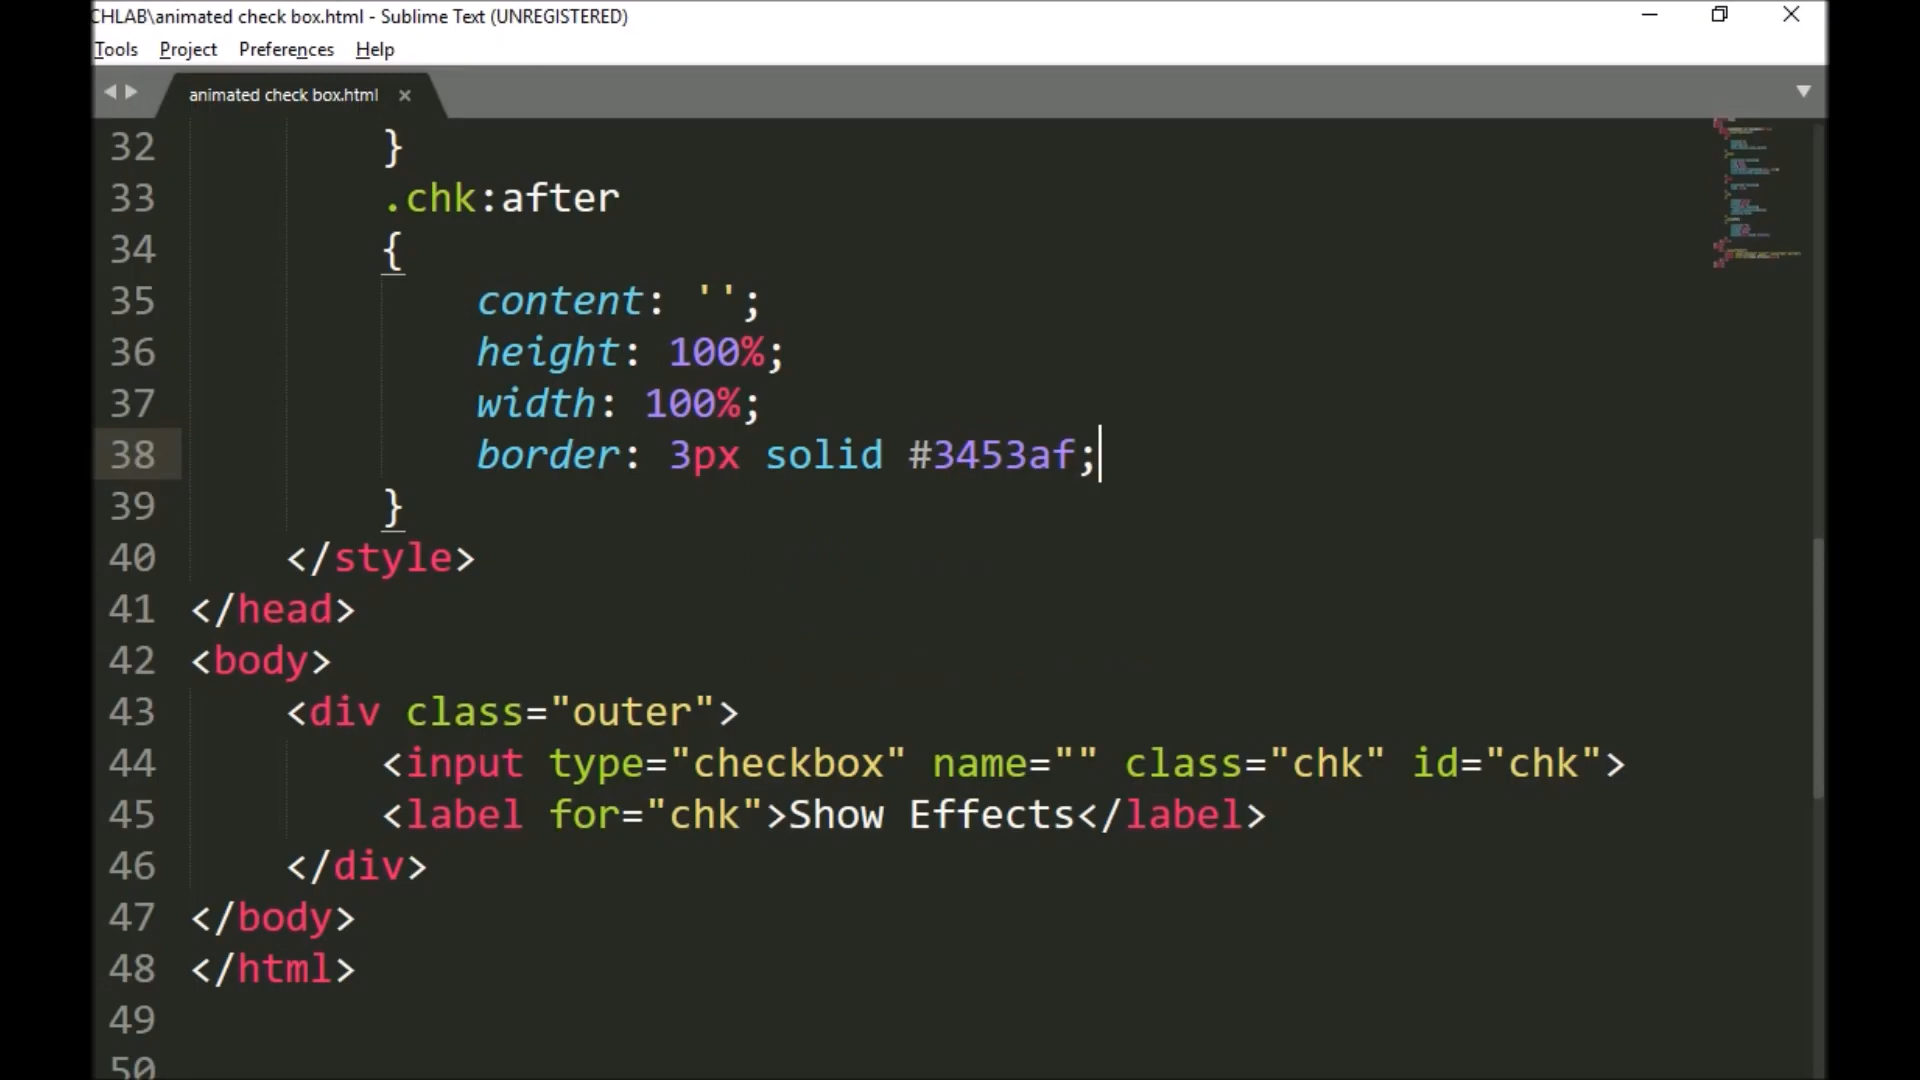 CHLAB\animated check box.html - Sublime Text (UNREGISTERED)
Tools Project Preferences Help
animated check box.html ×
32 }
33 .chk:after
34 {
35 content: '';
36 height: 100%;
37 width: 100%;
38 border: 3px solid #3453af;
39 }
40 </style>
41 </head>
42 <body>
43 <div class="outer">
44 <input type="checkbox" name="" class="chk" id="chk">
45 <label for="chk">Show Effects</label>
46 </div>
47 </body>
48 </html>
49
50